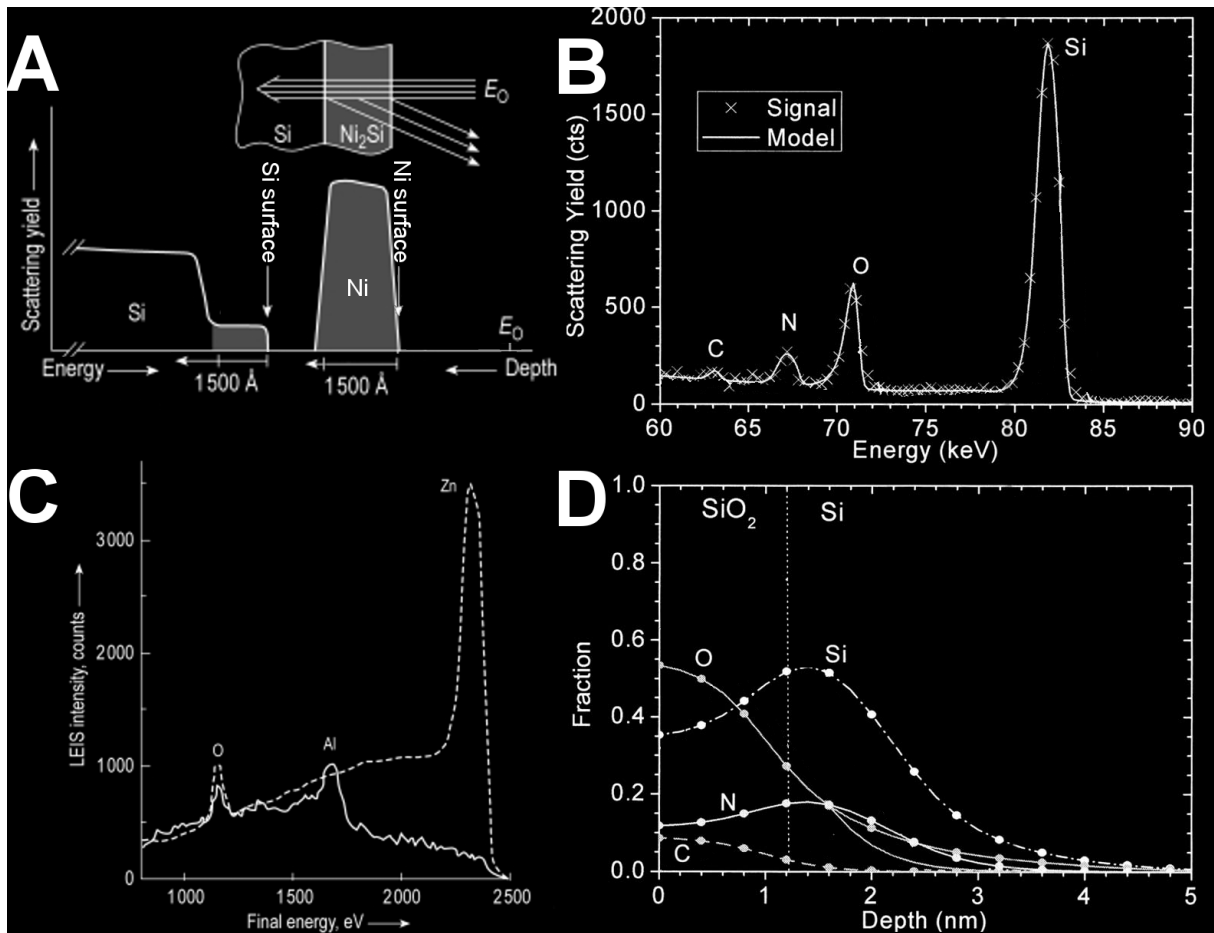 A
E_O
Si
Ni₂Si
Scattering yield
Si surface
Ni surface
Si
Ni
E_O
Energy
1500 Å
1500 Å
Depth
B
Scattering Yield (cts)
2000
1500
1000
500
0
Signal
Model
Si
O
N
C
60 65 70 75 80 85 90
Energy (keV)
C
LEIS intensity, counts
3000
2000
1000
0
Zn
O
Al
1000 1500 2000 2500
Final energy, eV
D
Fraction
1.0
0.8
0.6
0.4
0.2
0.0
SiO₂ Si
O
Si
N
C
0 1 2 3 4 5
Depth (nm)